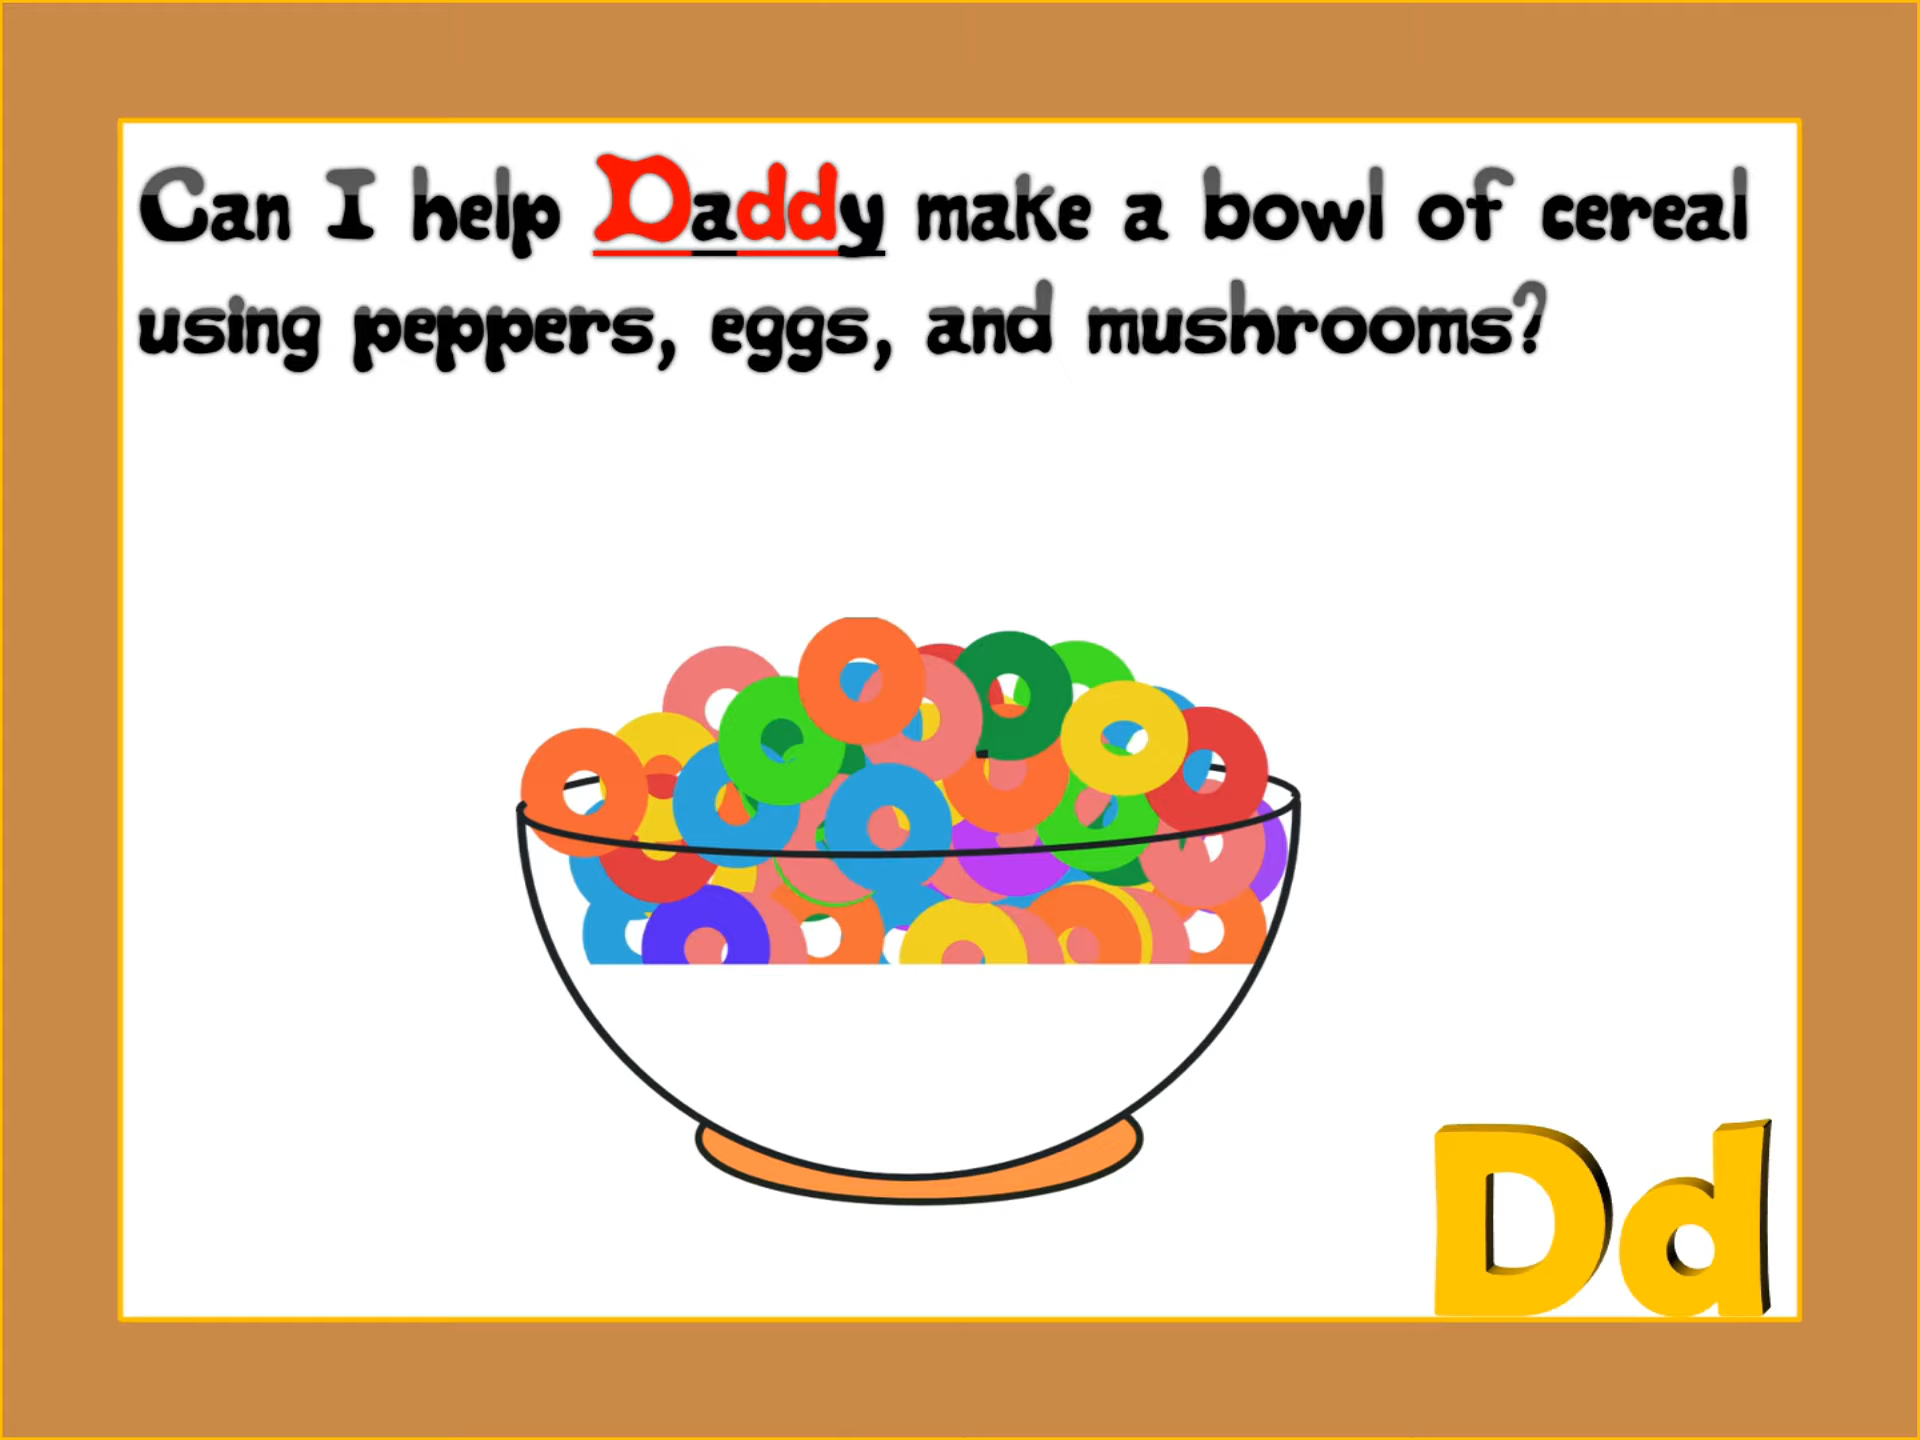 Can I help Daddy make a bowl of cereal
using peppers, eggs, and mushrooms?
Dd